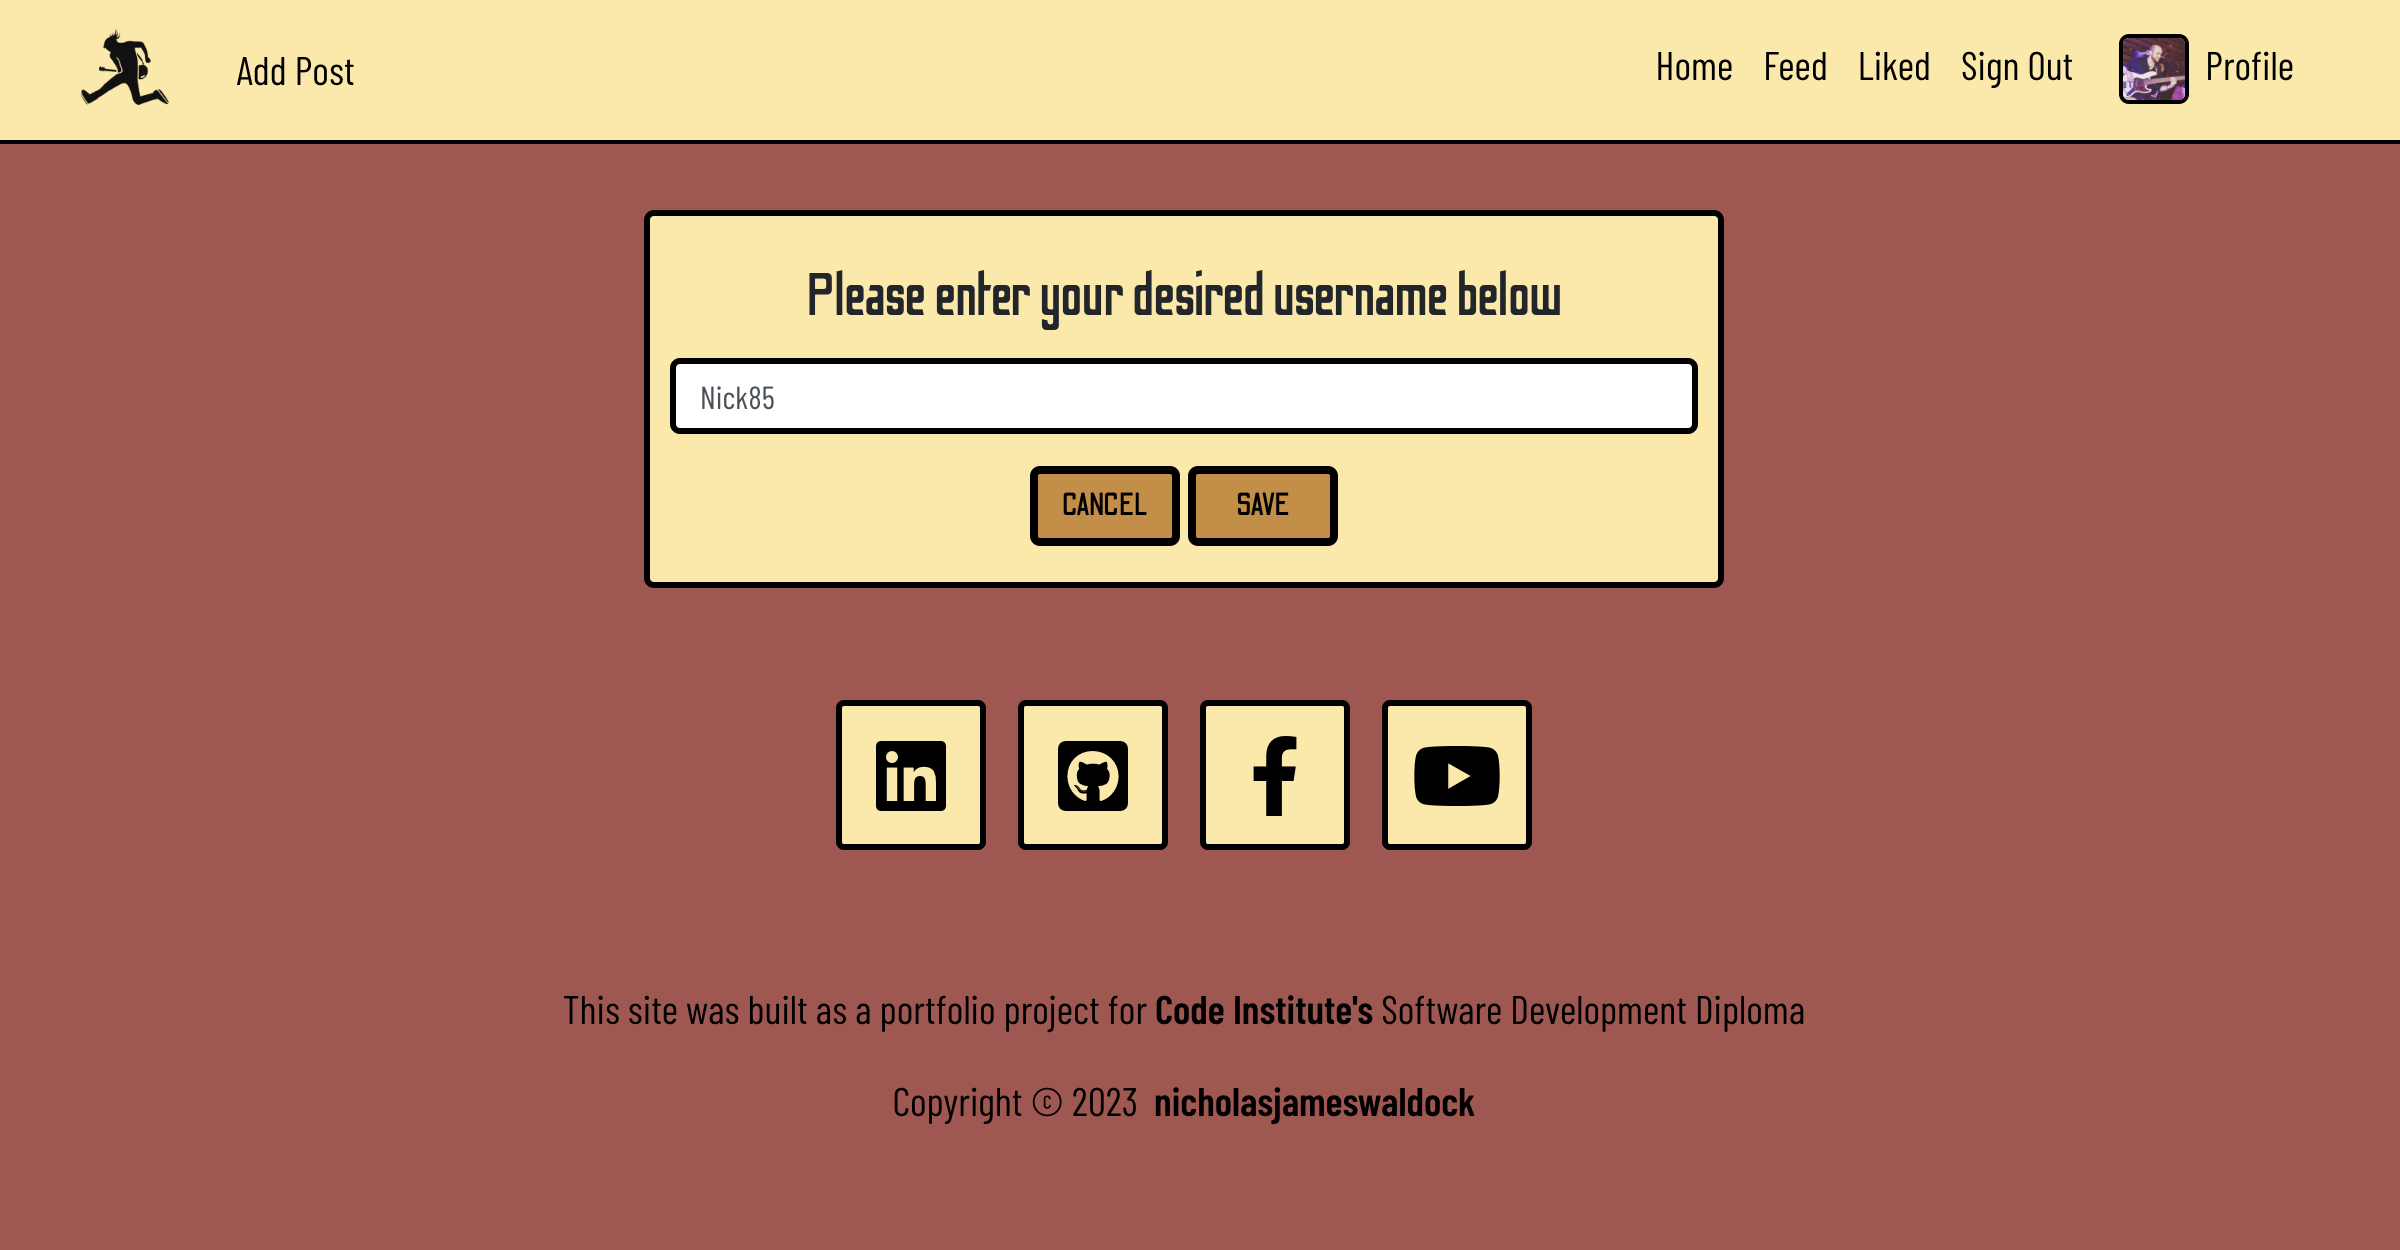 Add Post
Home Feed Liked Sign Out Profile
Please enter your desired username below
Nick85
CANCEL SAVE
in
This site was built as a portfolio project for Code Institute's Software Development Diploma
Copyright © 2023 nicholasjameswaldock